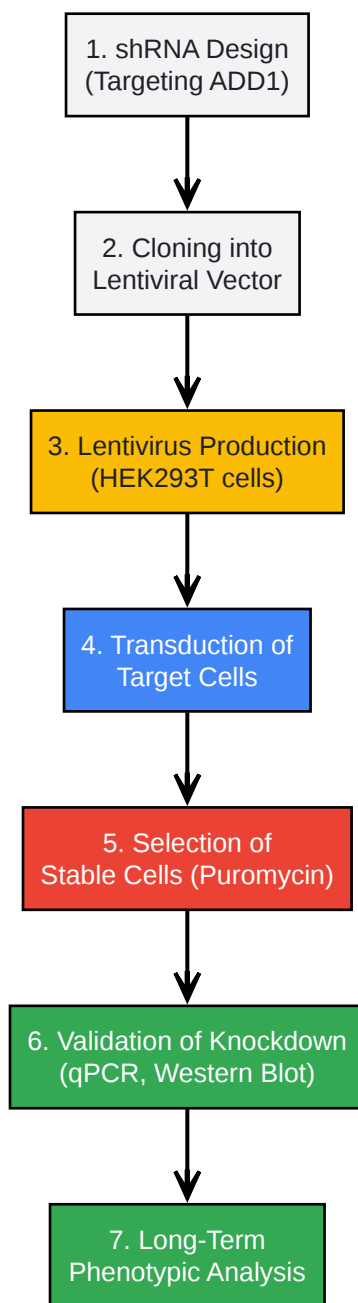 1. shRNA Design
(Targeting ADD1)
2. Cloning into
Lentiviral Vector
3. Lentivirus Production
(HEK293T cells)
4. Transduction of
Target Cells
5. Selection of
Stable Cells (Puromycin)
6. Validation of Knockdown
(qPCR, Western Blot)
7. Long-Term
Phenotypic Analysis